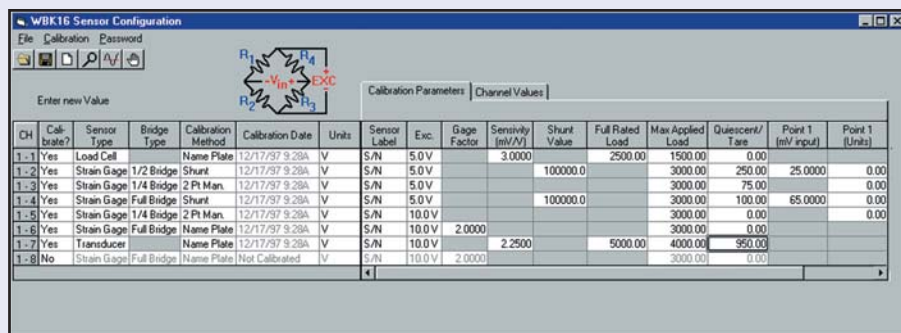 WBK16 Sensor Configuration
File Calibration Password
R1 R4
-Vin+ EXC
R2 R3
Enter new Value
Calibration Parameters Channel Values
CH Cali-brate? Sensor Type Bridge Type Calibration Method Calibration Date Units Sensor Label Exc. Gage Factor Sensitivity (mV/V) Shunt Value Full Rated Load Max Applied Load Quiescent/ Tare Point 1 (mV input) Point 1 (Units)
1 - 1 Yes Load Cell Name Plate 12/17/97 9:28A V S/N 5.0 V 3.0000 2500.00 1500.00 0.00
1 - 2 Yes Strain Gage 1/2 Bridge Shunt 12/17/97 9:28A V S/N 5.0 V 100000.0 3000.00 250.00 25.0000 0.00
1 - 3 Yes Strain Gage 1/4 Bridge 2 Pt Man. 12/17/97 9:28A V S/N 5.0 V 3000.00 75.00 0.00
1 - 4 Yes Strain Gage Full Bridge Shunt 12/17/97 9:28A V S/N 5.0 V 100000.0 3000.00 100.00 65.0000 0.00
1 - 5 Yes Strain Gage 1/4 Bridge 2 Pt Man. 12/17/97 9:28A V S/N 10.0 V 3000.00 0.00 0.00
1 - 6 Yes Strain Gage Full Bridge Name Plate 12/17/97 9:28A V S/N 10.0 V 2.0000 3000.00 0.00
1 - 7 Yes Transducer Name Plate 12/17/97 9:28A V S/N 10.0 V 2.2500 5000.00 4000.00 950.00
1 - 8 No Strain Gage Full Bridge Name Plate Not Calibrated V S/N 10.0 V 2.0000 3000.00 0.00